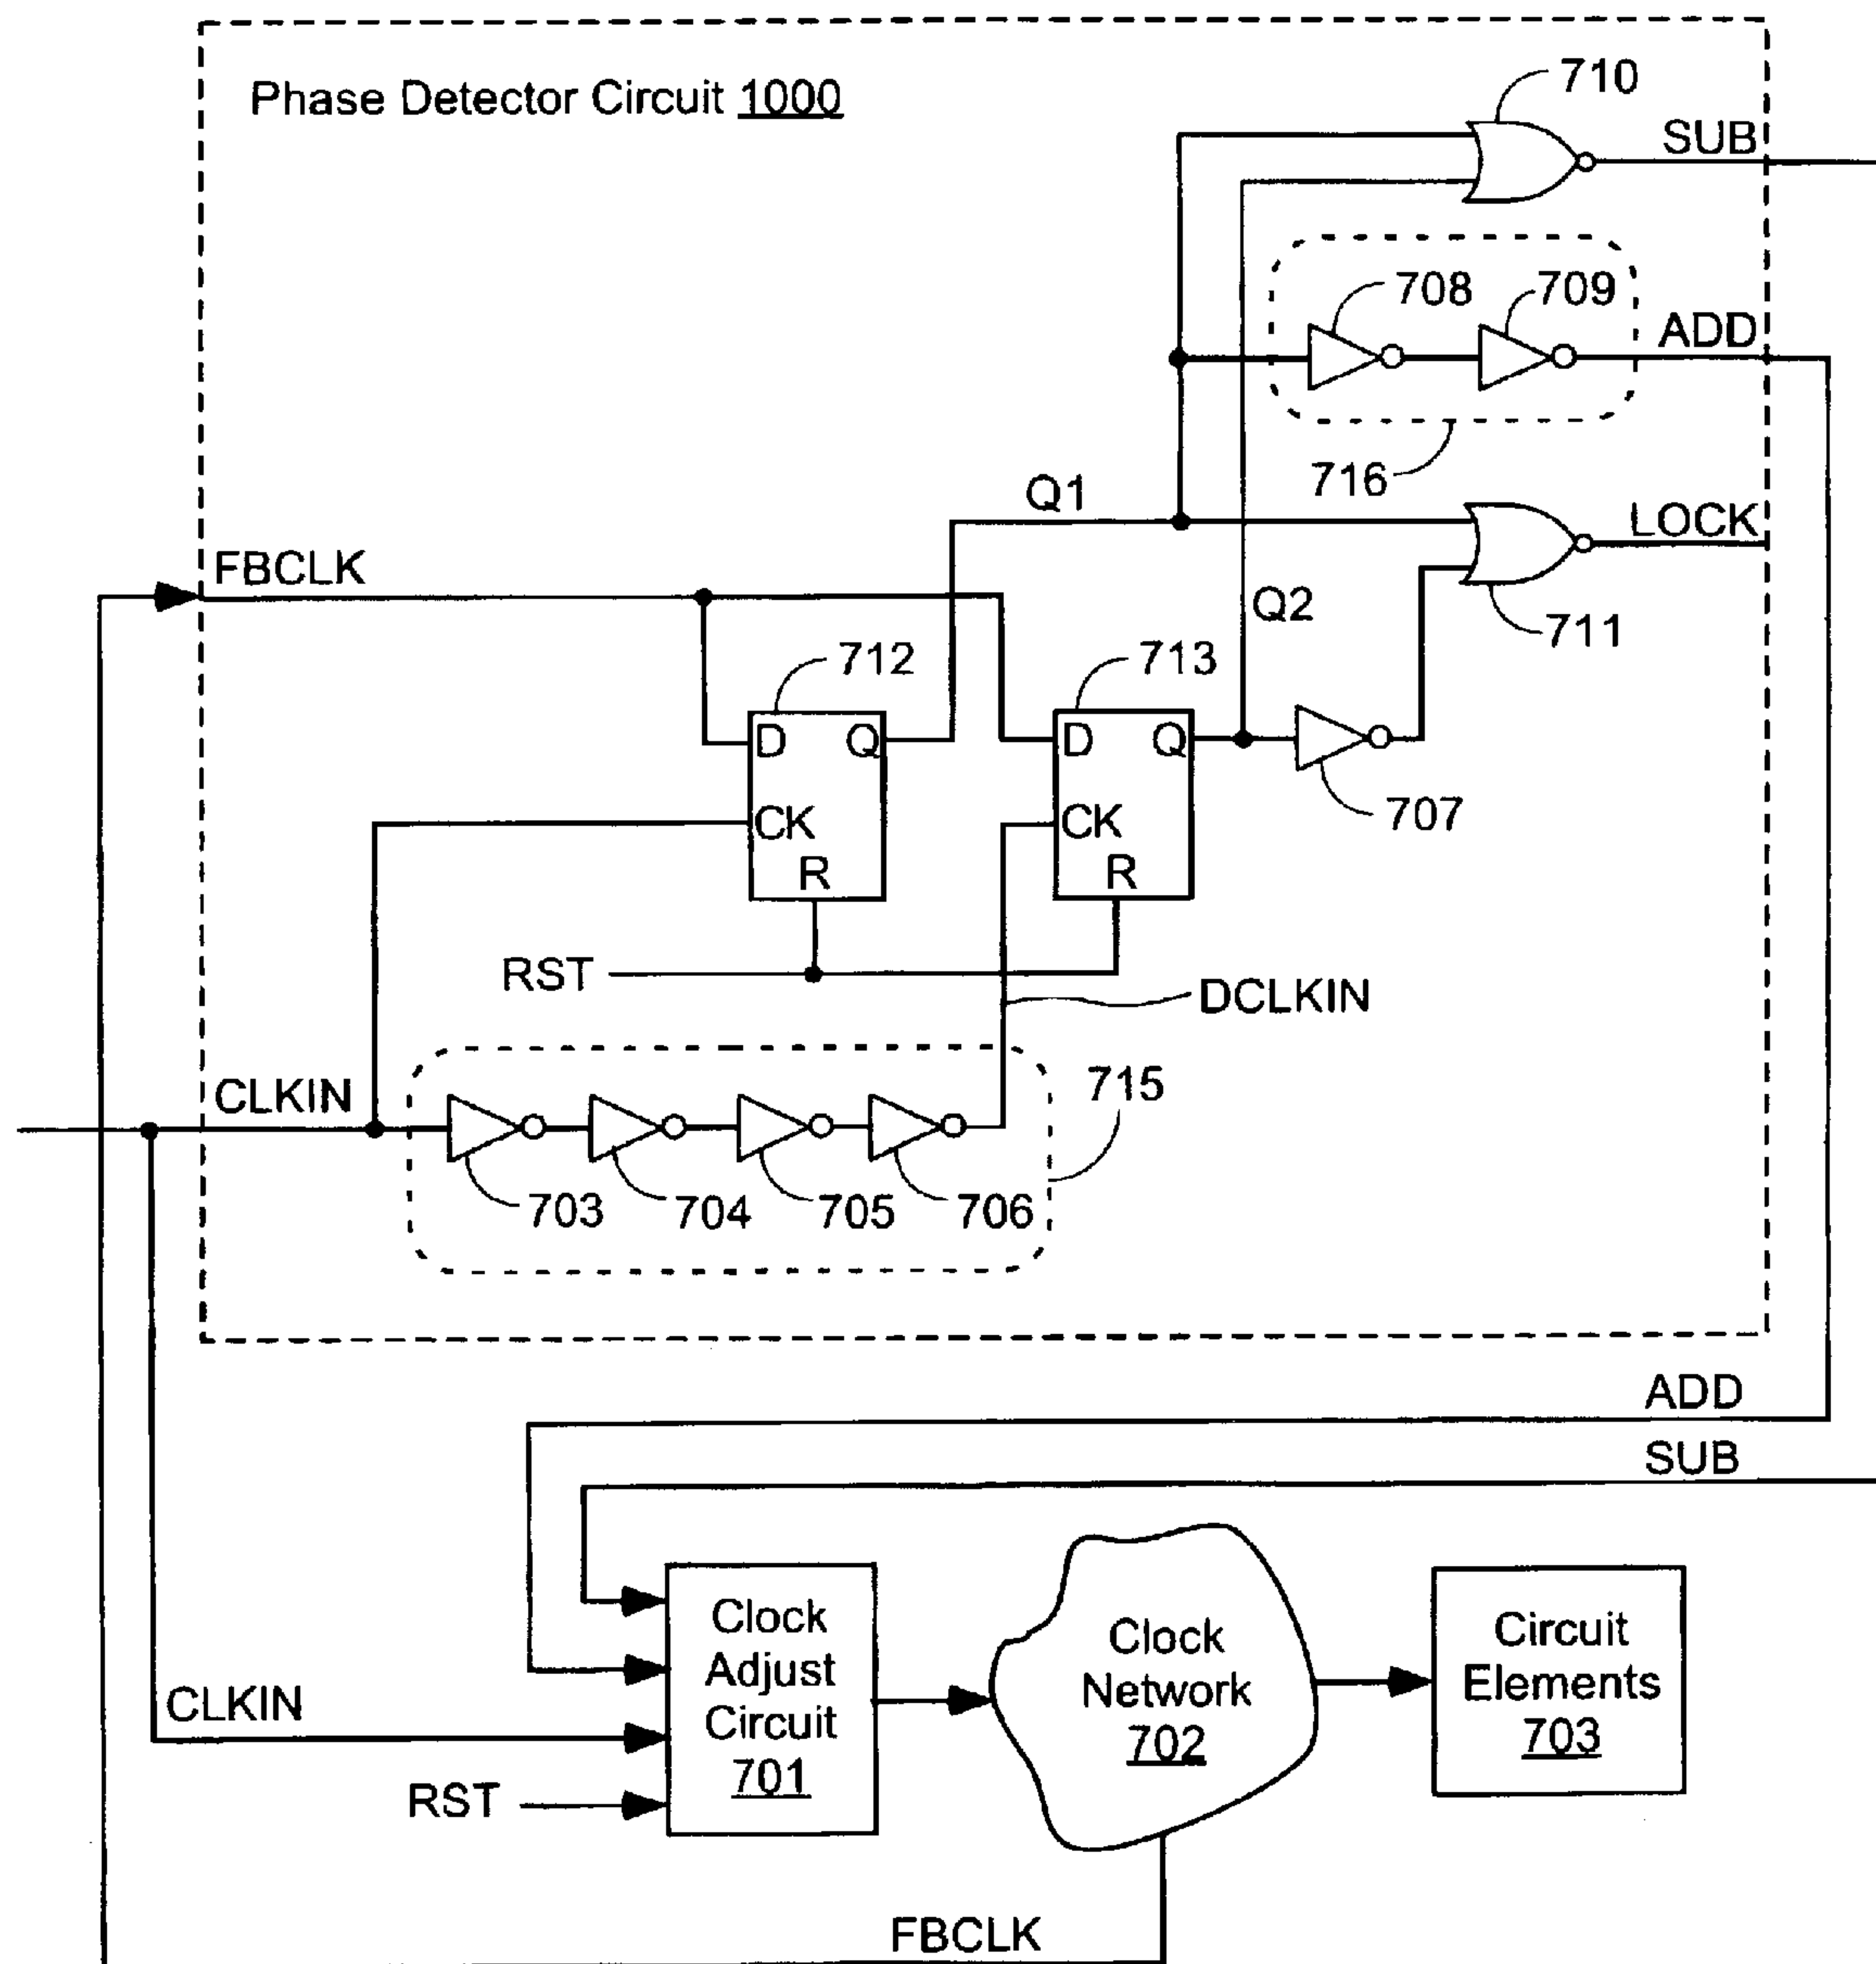 Phase Detector Circuit 1000
710
SUB
708
709
ADD
716
Q1
LOCK
FBCLK
Q2
711
712
713
D
Q
CK
R
D
Q
CK
R
707
RST
DCLKIN
CLKIN
715
703
704
705
706
ADD
SUB
Clock
Adjust
Circuit
701
Clock
Network
702
Circuit
Elements
703
CLKIN
RST
FBCLK